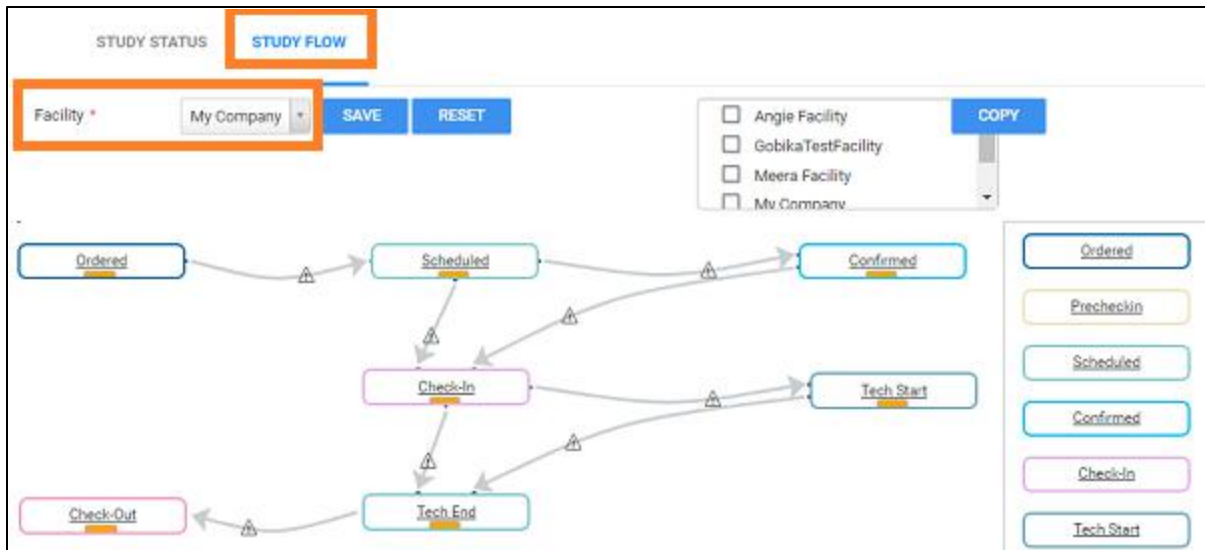 STUDY STATUS STUDY FLOW
Facility * My Company SAVE RESET
Angie Facility COPY
GobikaTestFacility
Meera Facility
My Company
Ordered Scheduled Confirmed
Check-In Tech Start
Check-Out Tech End
Ordered
Precheckin
Scheduled
Confirmed
Check-In
Tech Start